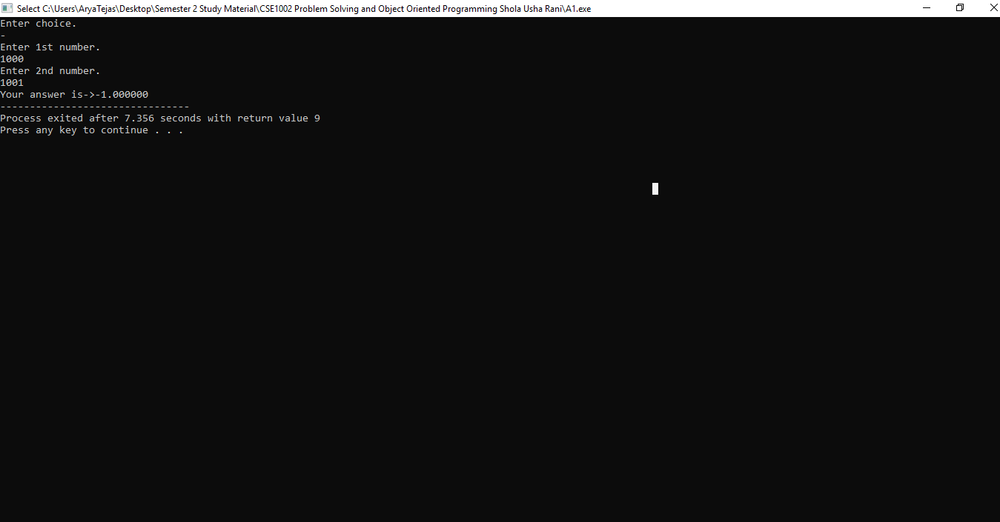 Select C:\Users\AryaTejas\Desktop\Semester 2 Study Material\CSE1002 Problem Solving and Object Oriented Programming Shola Usha Rani\A1.exe
Enter choice.
-
Enter 1st number.
1000
Enter 2nd number.
1001
Your answer is->-1.000000
--------------------------------
Process exited after 7.356 seconds with return value 9
Press any key to continue . . .